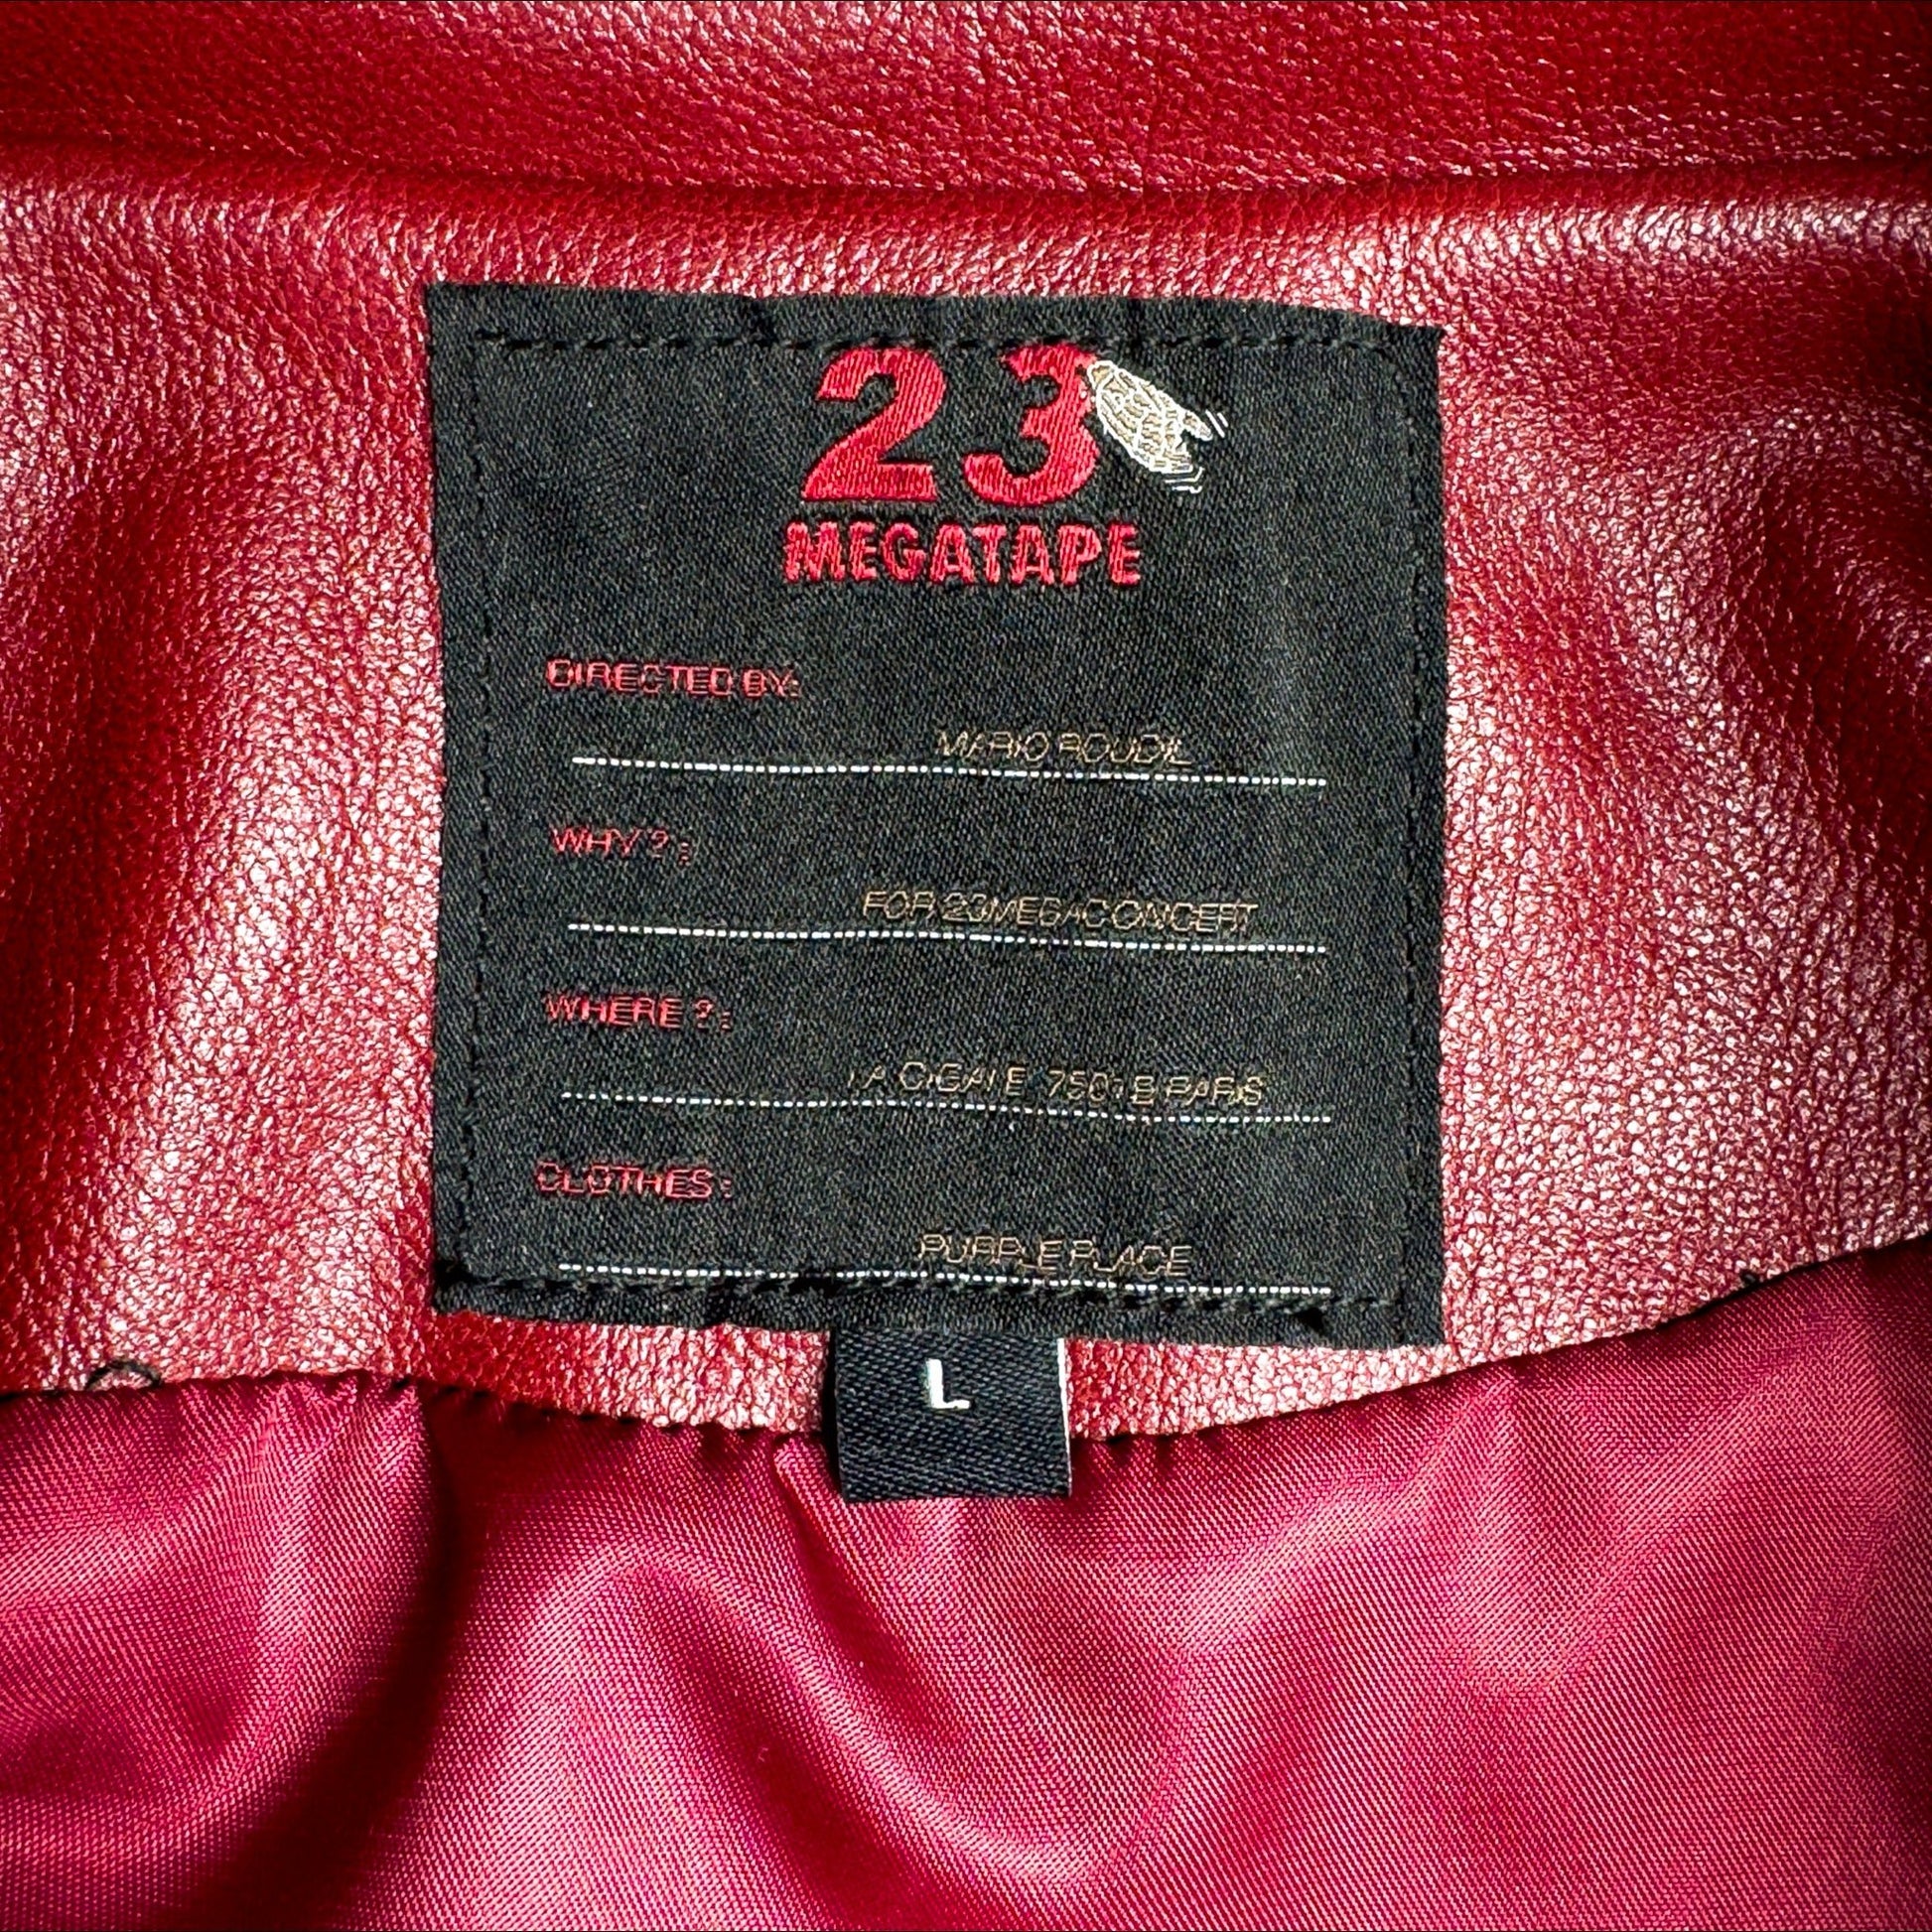 23
MEGATAPE
DIRECTED BY:
MARIO ROUDIL
WHY ? :
FOR 23MEGACONCERT
WHERE ? :
LA CIGALE 75018 PARIS
CLOTHES :
PURPLE PLACE
L